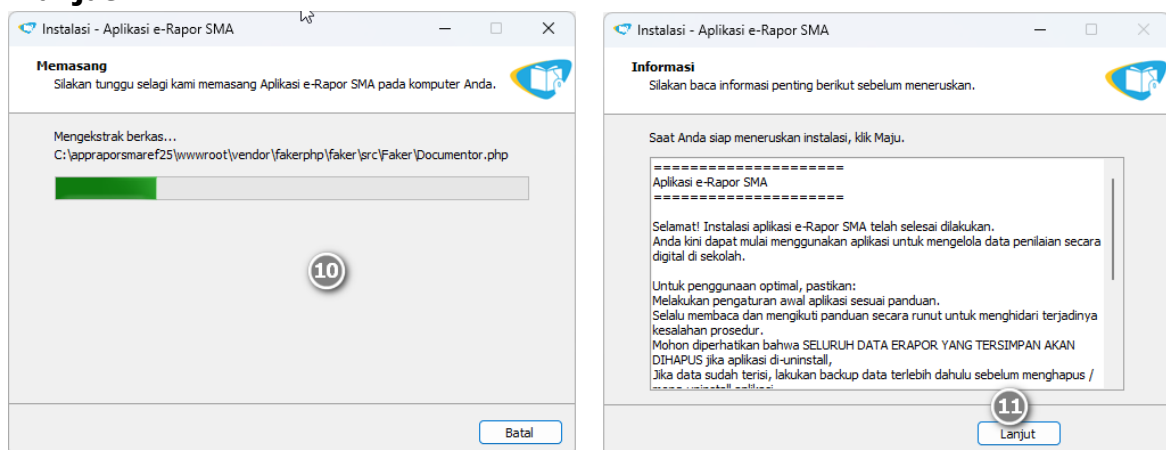 Instalasi - Aplikasi e-Rapor SMA
Memasang
Silakan tunggu selagi kami memasang Aplikasi e-Rapor SMA pada komputer Anda.
Mengekstrak berkas...
C:\appraporsmaref25\wwwroot\vendor\fakerphp\faker\src\Faker\Documentor.php
10
Batal
Instalasi - Aplikasi e-Rapor SMA
Informasi
Silakan baca informasi penting berikut sebelum meneruskan.
Saat Anda siap meneruskan instalasi, klik Maju.
=====================
Aplikasi e-Rapor SMA
=====================
Selamat! Instalasi aplikasi e-Rapor SMA telah selesai dilakukan.
Anda kini dapat mulai menggunakan aplikasi untuk mengelola data penilaian secara
digital di sekolah.
Untuk penggunaan optimal, pastikan:
Melakukan pengaturan awal aplikasi sesuai panduan.
Selalu membaca dan mengikuti panduan secara runut untuk menghidari terjadinya
kesalahan prosedur.
Mohon diperhatikan bahwa SELURUH DATA ERAPOR YANG TERSIMPAN AKAN
DIHAPUS jika aplikasi di-uninstall,
Jika data sudah terisi, lakukan backup data terlebih dahulu sebelum menghapus /
11
Lanjut